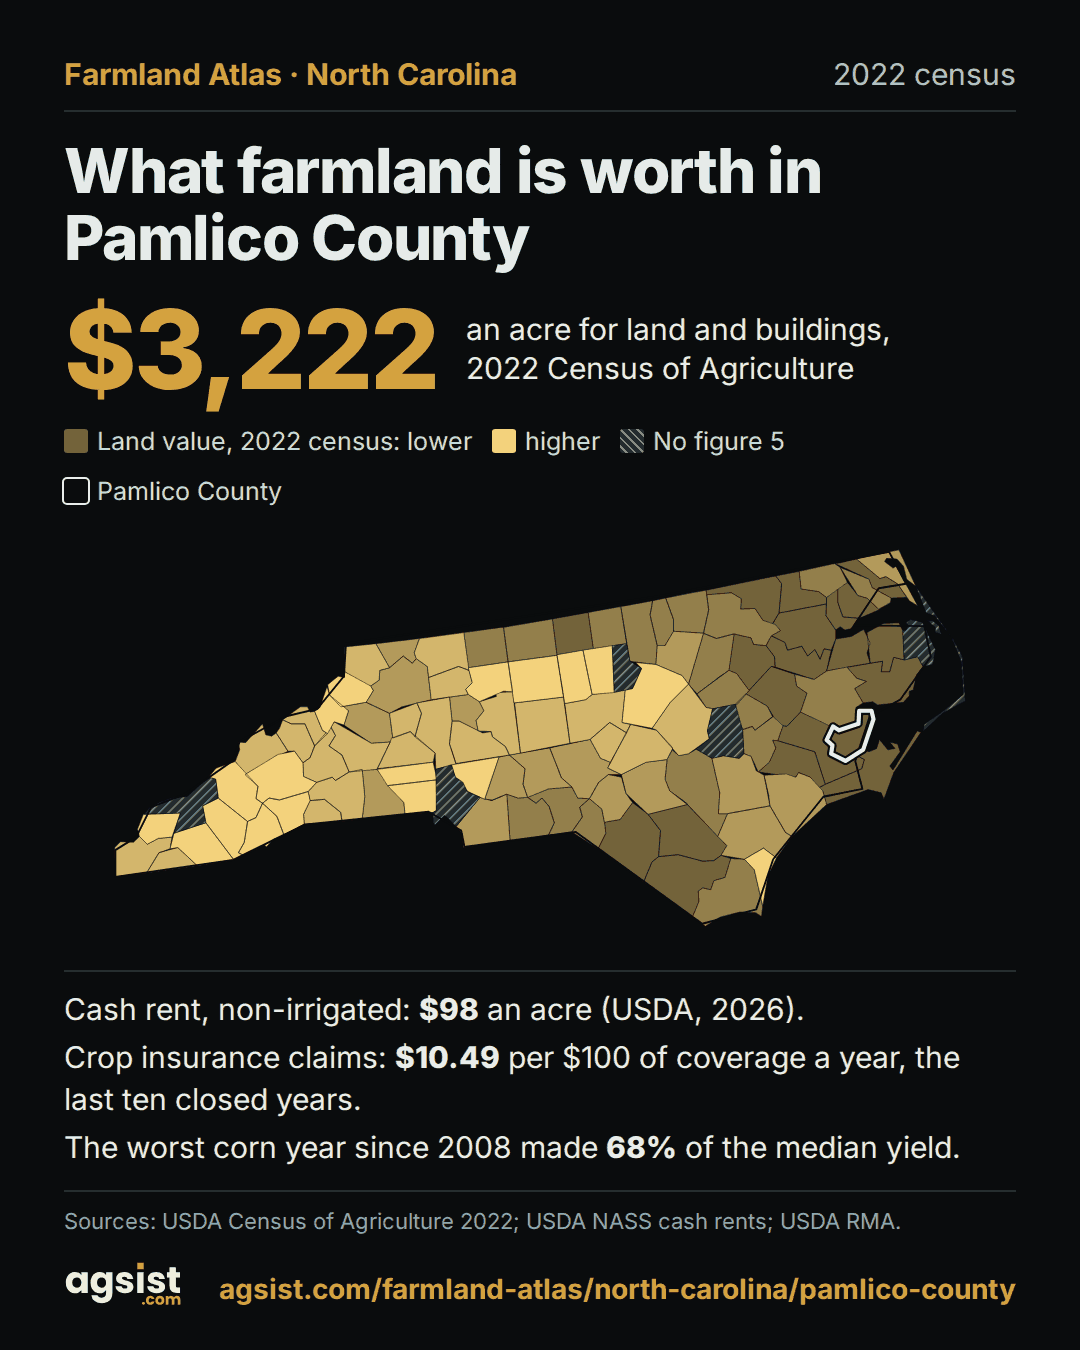 Farmland Atlas · North Carolina
2022 census
What farmland is worth in
Pamlico County
$3,222
an acre for land and buildings,
2022 Census of Agriculture
Land value, 2022 census: lower
higher
No figure 5
Pamlico County
Cash rent, non-irrigated: $98 an acre (USDA, 2026).
Crop insurance claims: $10.49 per $100 of coverage a year, the
last ten closed years.
The worst corn year since 2008 made 68% of the median yield.
Sources: USDA Census of Agriculture 2022; USDA NASS cash rents; USDA RMA.
agsist
.com
agsist.com/farmland-atlas/north-carolina/pamlico-county